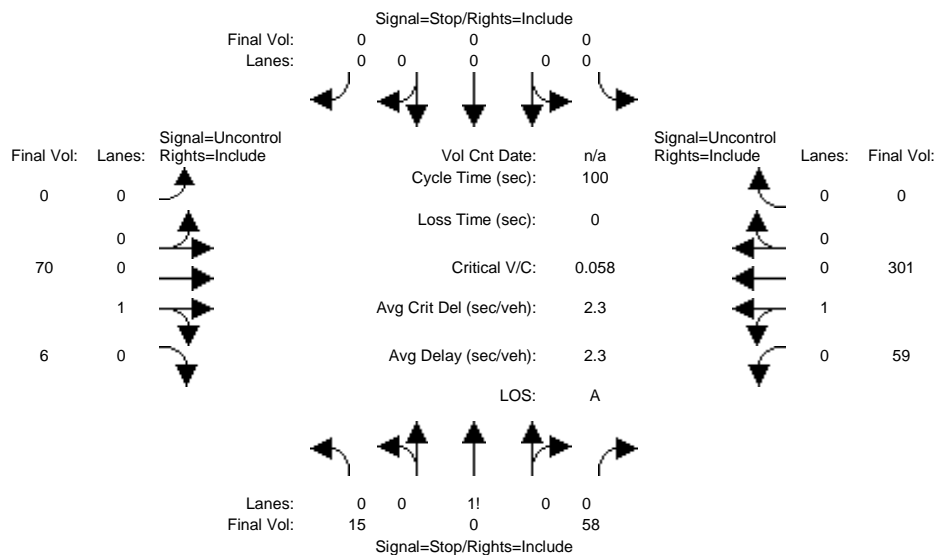 Signal=Stop/Rights=Include
Final Vol: 0 0 0
Lanes: 0 0 0 0 0
Signal=Uncontrol Signal=Uncontrol
Final Vol: Lanes: Rights=Include Vol Cnt Date: n/a Rights=Include Lanes: Final Vol:
Cycle Time (sec): 100
0 0 0 0
Loss Time (sec): 0
0 0
70 0 Critical V/C: 0.058 0 301
1 Avg Crit Del (sec/veh): 2.3 1
6 0 Avg Delay (sec/veh): 2.3 0 59
LOS: A
Lanes: 0 0 1! 0 0
Final Vol: 15 0 58
Signal=Stop/Rights=Include